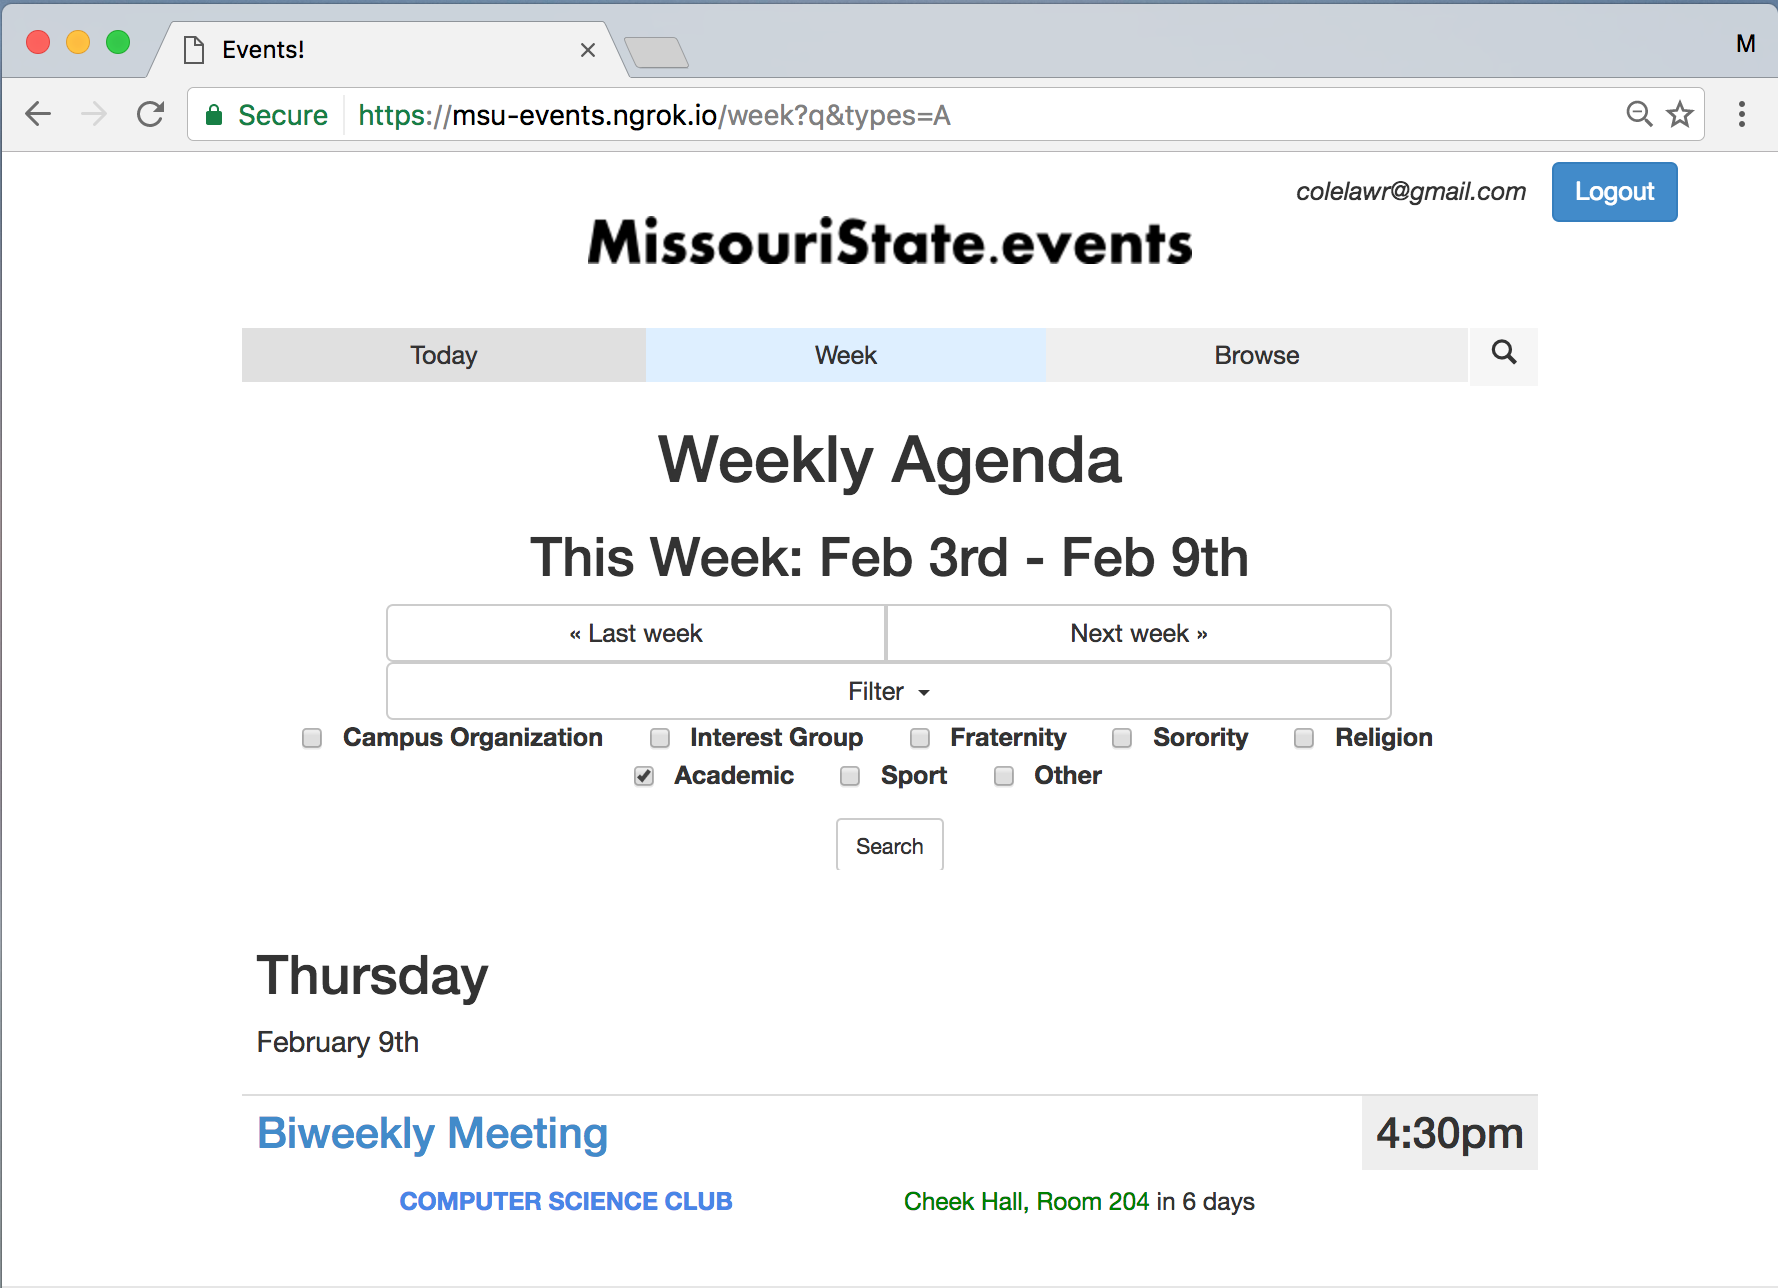 Events!
M
Secure https://msu-events.ngrok.io/week?q&types=A
colelawr@gmail.com Logout
MissouriState.events
Today Week Browse
Weekly Agenda
This Week: Feb 3rd - Feb 9th
« Last week Next week »
Filter
Campus Organization Interest Group Fraternity Sorority Religion
Academic Sport Other
Search
Thursday
February 9th
Biweekly Meeting 4:30pm
COMPUTER SCIENCE CLUB Cheek Hall, Room 204 in 6 days